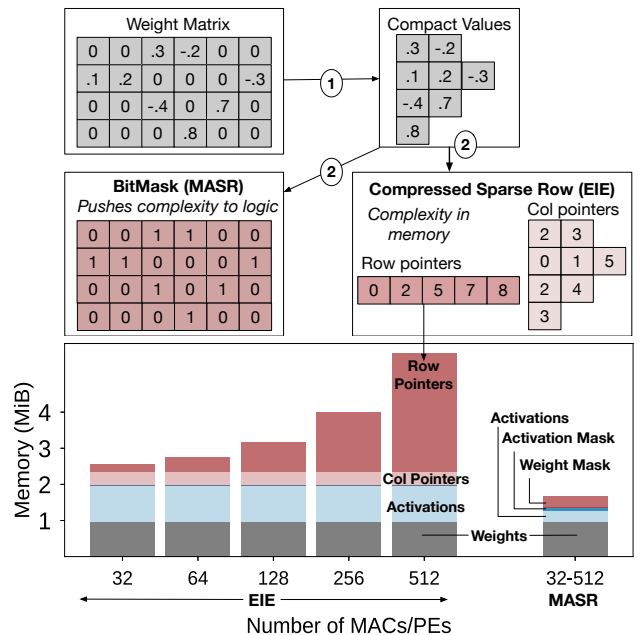 Weight Matrix
0 0 .3 -.2 0 0
.1 .2 0 0 0 -.3
0 0 -.4 0 .7 0
0 0 0 .8 0 0
1
Compact Values
.3 -.2
.1 .2 -.3
-.4 .7
.8
2
2
BitMask (MASR)
Pushes complexity to logic
0 0 1 1 0 0
1 1 0 0 0 1
0 0 1 0 1 0
0 0 0 1 0 0
Compressed Sparse Row (EIE)
Complexity in
memory
Row pointers
0 2 5 7 8
Col pointers
2 3
0 1 5
2 4
3
Memory (MiB)
4
3
2
1
Row
Pointers
Col Pointers
Activations
Weights
Activations
Activation Mask
Weight Mask
32 64 128 256 512 32-512
EIE MASR
Number of MACs/PEs